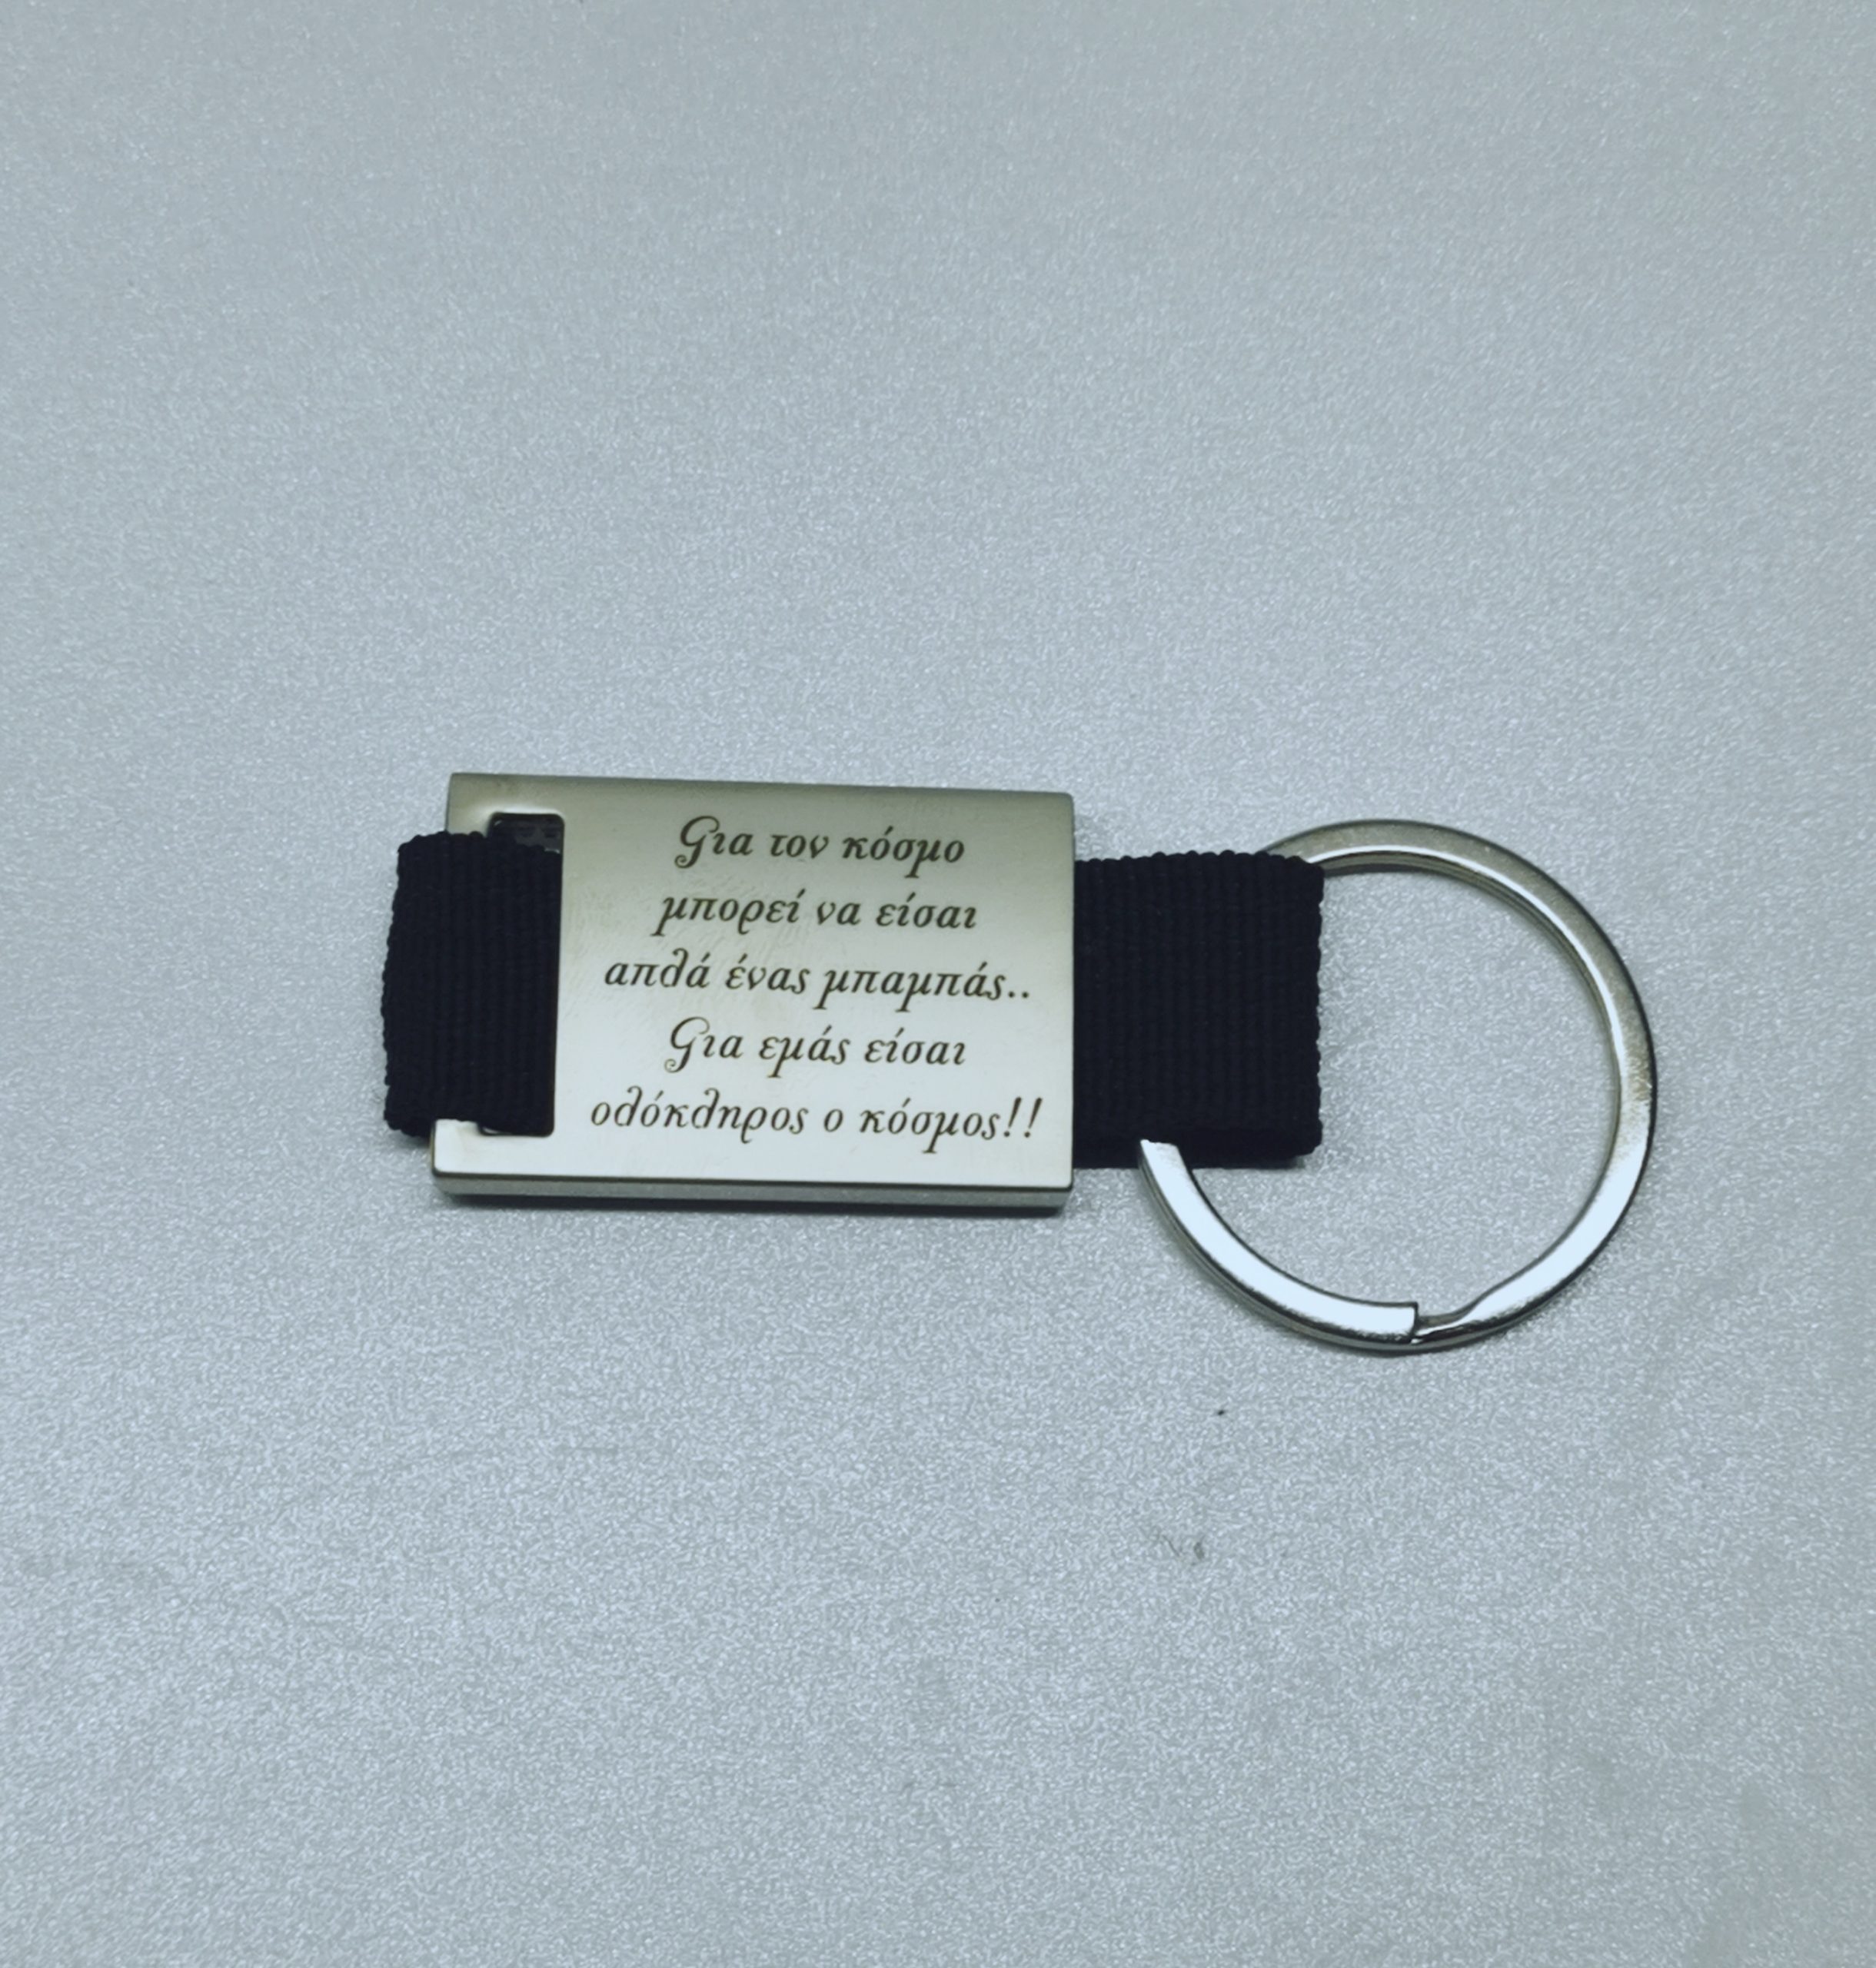 Για τον κόσμο
μπορεί να είσαι
απλά ένας μπαμπάς..
Για εμάς είσαι
ολόκληρος ο κόσμος!!